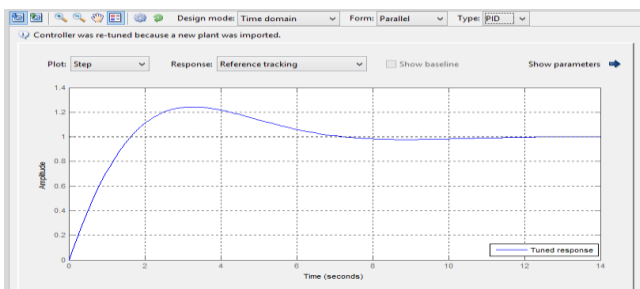 Design mode: Time domain Form: Parallel Type: PID
Controller was re-tuned because a new plant was imported.
Plot: Step Response: Reference tracking Show baseline Show parameters
1.4
1.2
1
0.8
0.6
0.4
0.2
0
Amplitude
0 2 4 6 8 10 12 14
Time (seconds)
Tuned response